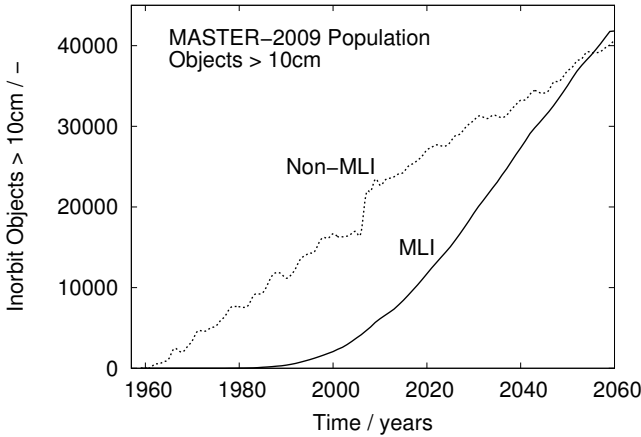 MASTER−2009 Population
Objects > 10cm
Non−MLI
MLI
Inorbit Objects > 10cm / −
40000
30000
20000
10000
0
1960 1980 2000 2020 2040 2060
Time / years